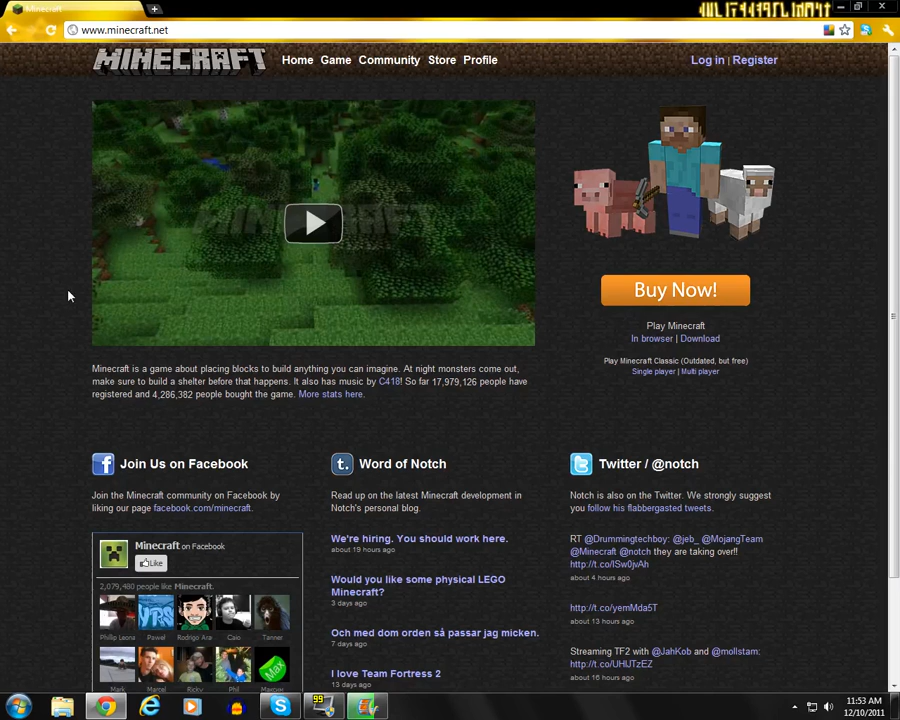 Minecraft
www.minecraft.net
MINECRAFT
Home Game Community Store Profile
Log in | Register
MINECRAFT
Buy Now!
Play Minecraft
In browser | Download
Play Minecraft Classic (Outdated, but free)
Single player | Multi player
Minecraft is a game about placing blocks to build anything you can imagine. At night monsters come out,
make sure to build a shelter before that happens. It also has music by C418! So far 17,979,126 people have
registered and 4,286,382 people bought the game. More stats here.
Join Us on Facebook
Join the Minecraft community on Facebook by
liking our page facebook.com/minecraft.
Minecraft on Facebook
Like
2,079,480 people like Minecraft.
Phillip Leona Paweł Rodrigo Ara Caio Tanner
Mark Marcal Ricky Phil Максим
Word of Notch
Read up on the latest Minecraft development in
Notch's personal blog.
We're hiring. You should work here.
about 19 hours ago
Would you like some physical LEGO
Minecraft?
3 days ago
Och med dom orden så passar jag micken.
7 days ago
I love Team Fortress 2
13 days ago
Twitter / @notch
Notch is also on the Twitter. We strongly suggest
you follow his flabbergasted tweets.
RT @Drummingtechboy: @jeb_ @MojangTeam
@Minecraft @notch they are taking over!!
http://t.co/ISw0jvAh
about 4 hours ago
http://t.co/yemMda5T
about 13 hours ago
Streaming TF2 with @JahKob and @mollstam:
http://t.co/UHlJTzEZ
about 16 hours ago
99
11:53 AM
12/10/2011